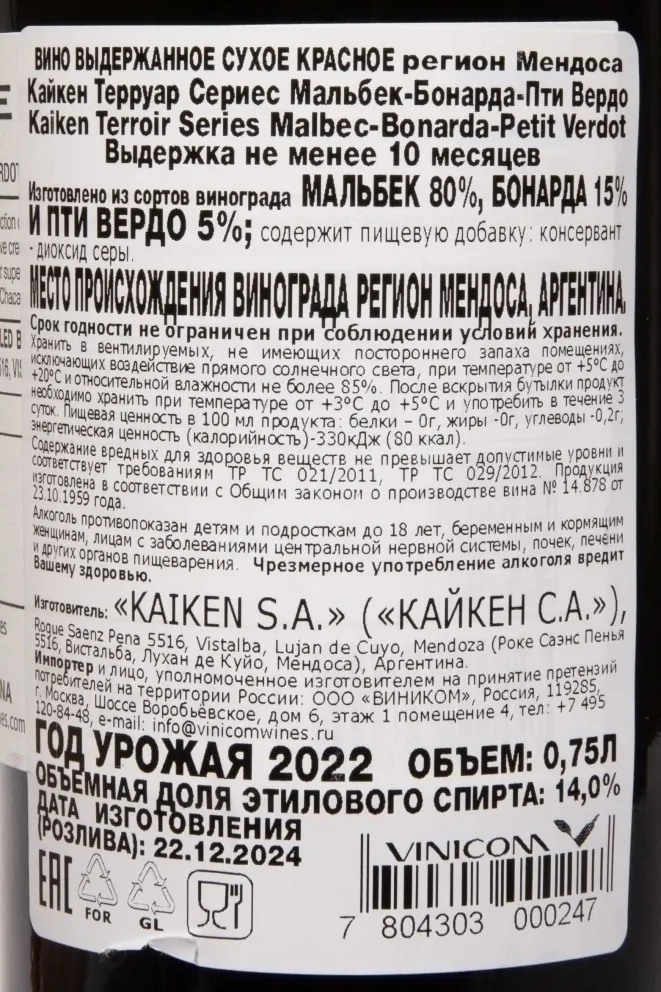 ВИНО ВЫДЕРЖАННОЕ СУХОЕ КРАСНОЕ регион Мендоса
Кайкен Терруар Сериес Мальбек-Бонарда-Пти Вердо
Kaiken Terroir Series Malbec-Bonarda-Petit Verdot
Выдержка не менее 10 месяцев
Изготовлено из сортов винограда МАЛЬБЕК 80%, БОНАРДА 15%
И ПТИ ВЕРДО 5%; содержит пищевую добавку: консервант
- диоксид серы.
МЕСТО ПРОИСХОЖДЕНИЯ ВИНОГРАДА РЕГИОН МЕНДОСА, АРГЕНТИНА.
Срок годности не ограничен при соблюдении условий хранения.
Хранить в вентилируемых, не имеющих постороннего запаха помещениях,
исключающих воздействие прямого солнечного света, при температуре от +5°С до
+20°С и относительной влажности не более 85%. После вскрытия бутылки продукт
необходимо хранить при температуре от +3°С до +5°С и употребить в течение 3
суток. Пищевая ценность в 100 мл продукта: белки – 0г, жиры -0г, углеводы -0,2г;
энергетическая ценность (калорийность)-330кДж (80 ккал).
Содержание вредных для здоровья веществ не превышает допустимые уровни и
соответствует требованиям ТР ТС 021/2011, ТР ТС 029/2012. Продукция
изготовлена в соответствии с Общим законом о производстве вина № 14.878 от
23.10.1959 года.
Алкоголь противопоказан детям и подросткам до 18 лет, беременным и кормящим
женщинам, лицам с заболеваниями центральной нервной системы, почек, печени
и других органов пищеварения. Чрезмерное употребление алкоголя вредит
Вашему здоровью.
Изготовитель: «KAIKEN S.A.» («КАЙКЕН С.А.»),
Roque Saenz Pena 5516, Vistalba, Lujan de Cuyo, Mendoza (Роке Саэнс Пенья
5516, Вистальба, Лухан де Куйо, Мендоса), Аргентина.
Импортер и лицо, уполномоченное изготовителем на принятие претензий
потребителей на территории России: ООО «ВИНИКОМ», Россия, 119285,
г. Москва, Шоссе Воробьёвское, дом 6, этаж 1 помещение 4, тел: +7 495
120-84-48, e-mail: info@vinicomwines.ru
ГОД УРОЖАЯ 2022 ОБЪЕМ: 0,75Л
ОБЪЕМНАЯ ДОЛЯ ЭТИЛОВОГО СПИРТА: 14,0%
ДАТА ИЗГОТОВЛЕНИЯ
(РОЗЛИВА): 22.12.2024
VINICOM
EAC
FOR
GL
7 804303 000247